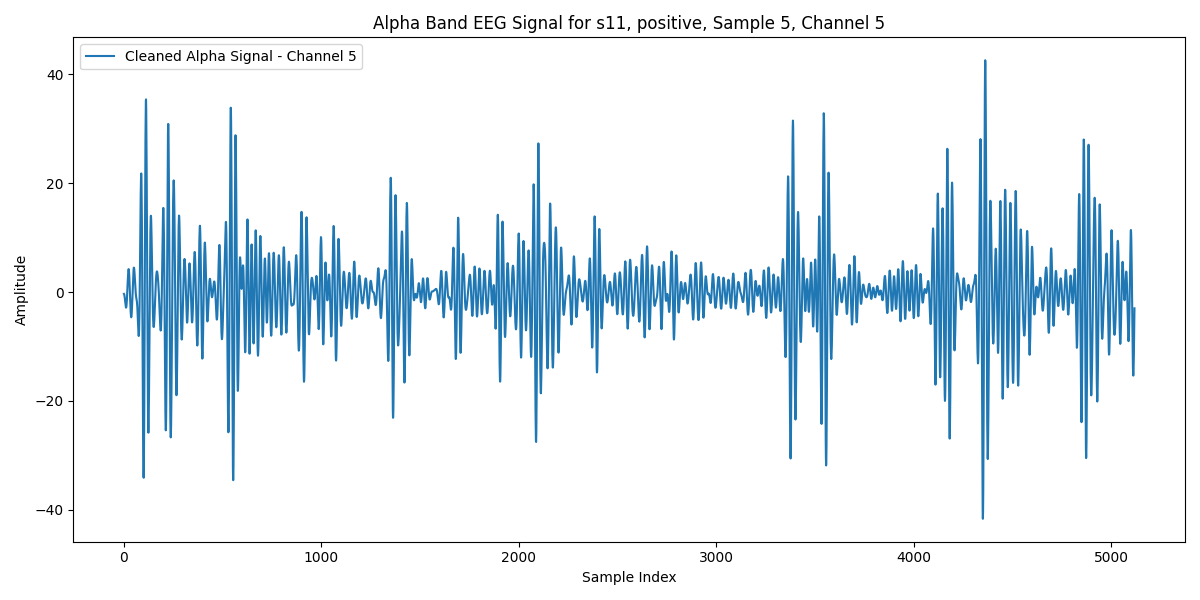 Alpha Band EEG Signal for s11, positive, Sample 5, Channel 5
Cleaned Alpha Signal - Channel 5
Amplitude
40
20
0
−20
−40
0 1000 2000 3000 4000 5000
Sample Index